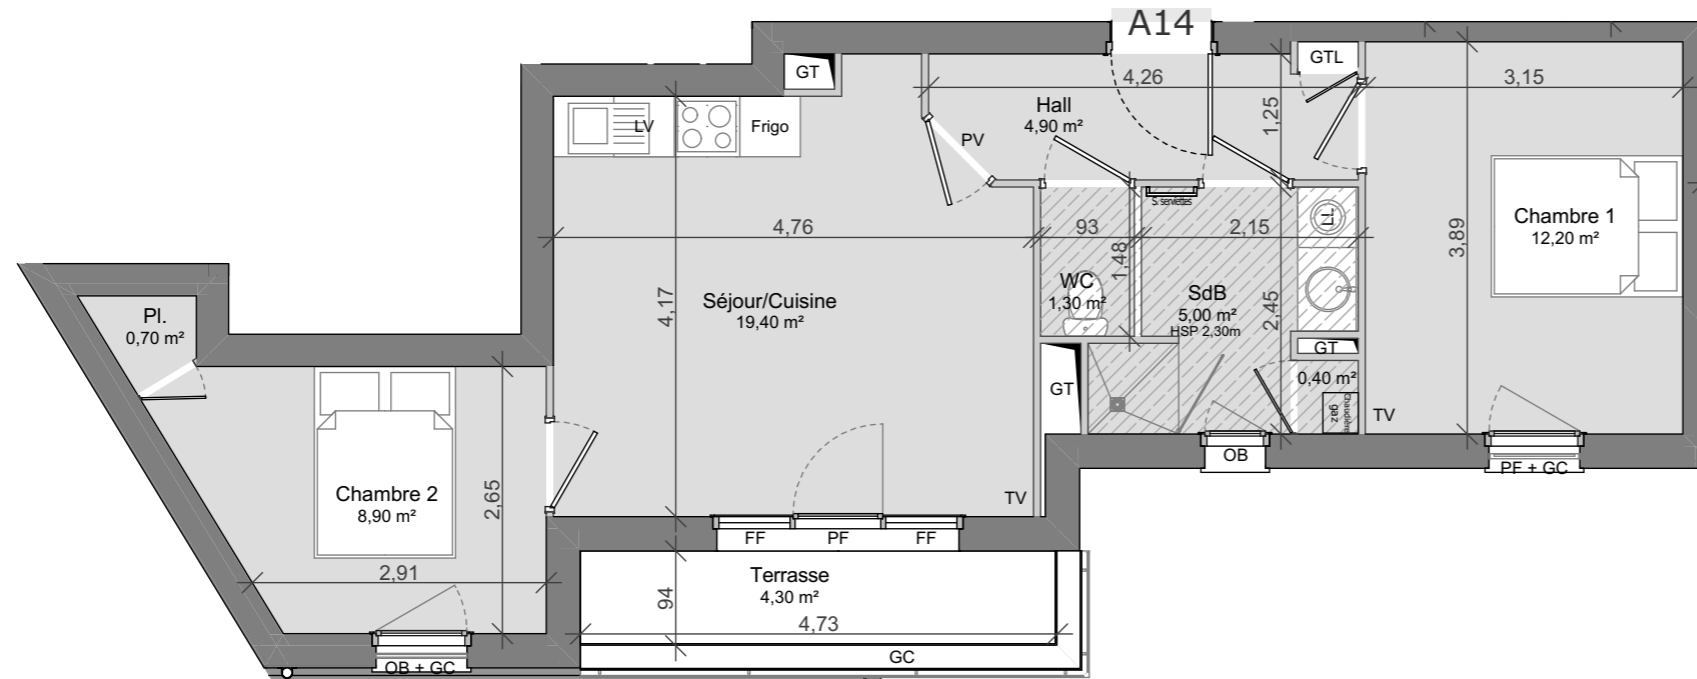 A14
GT
GTL
4,26
3,15
LV
Frigo
Hall
4,90 m²
1,25
PV
S. serviettes
4,76
93
2,15
LL
Chambre 1
12,20 m²
3,89
1,48
WC
1,30 m²
SdB
5,00 m²
HSP 2,30m
2,45
Séjour/Cuisine
19,40 m²
4,17
Pl.
0,70 m²
GT
GT
0,40 m²
Chaudière
gaz
TV
OB
PF + GC
Chambre 2
8,90 m²
2,65
TV
2,91
FF
PF
FF
Terrasse
4,30 m²
94
4,73
OB + GC
GC